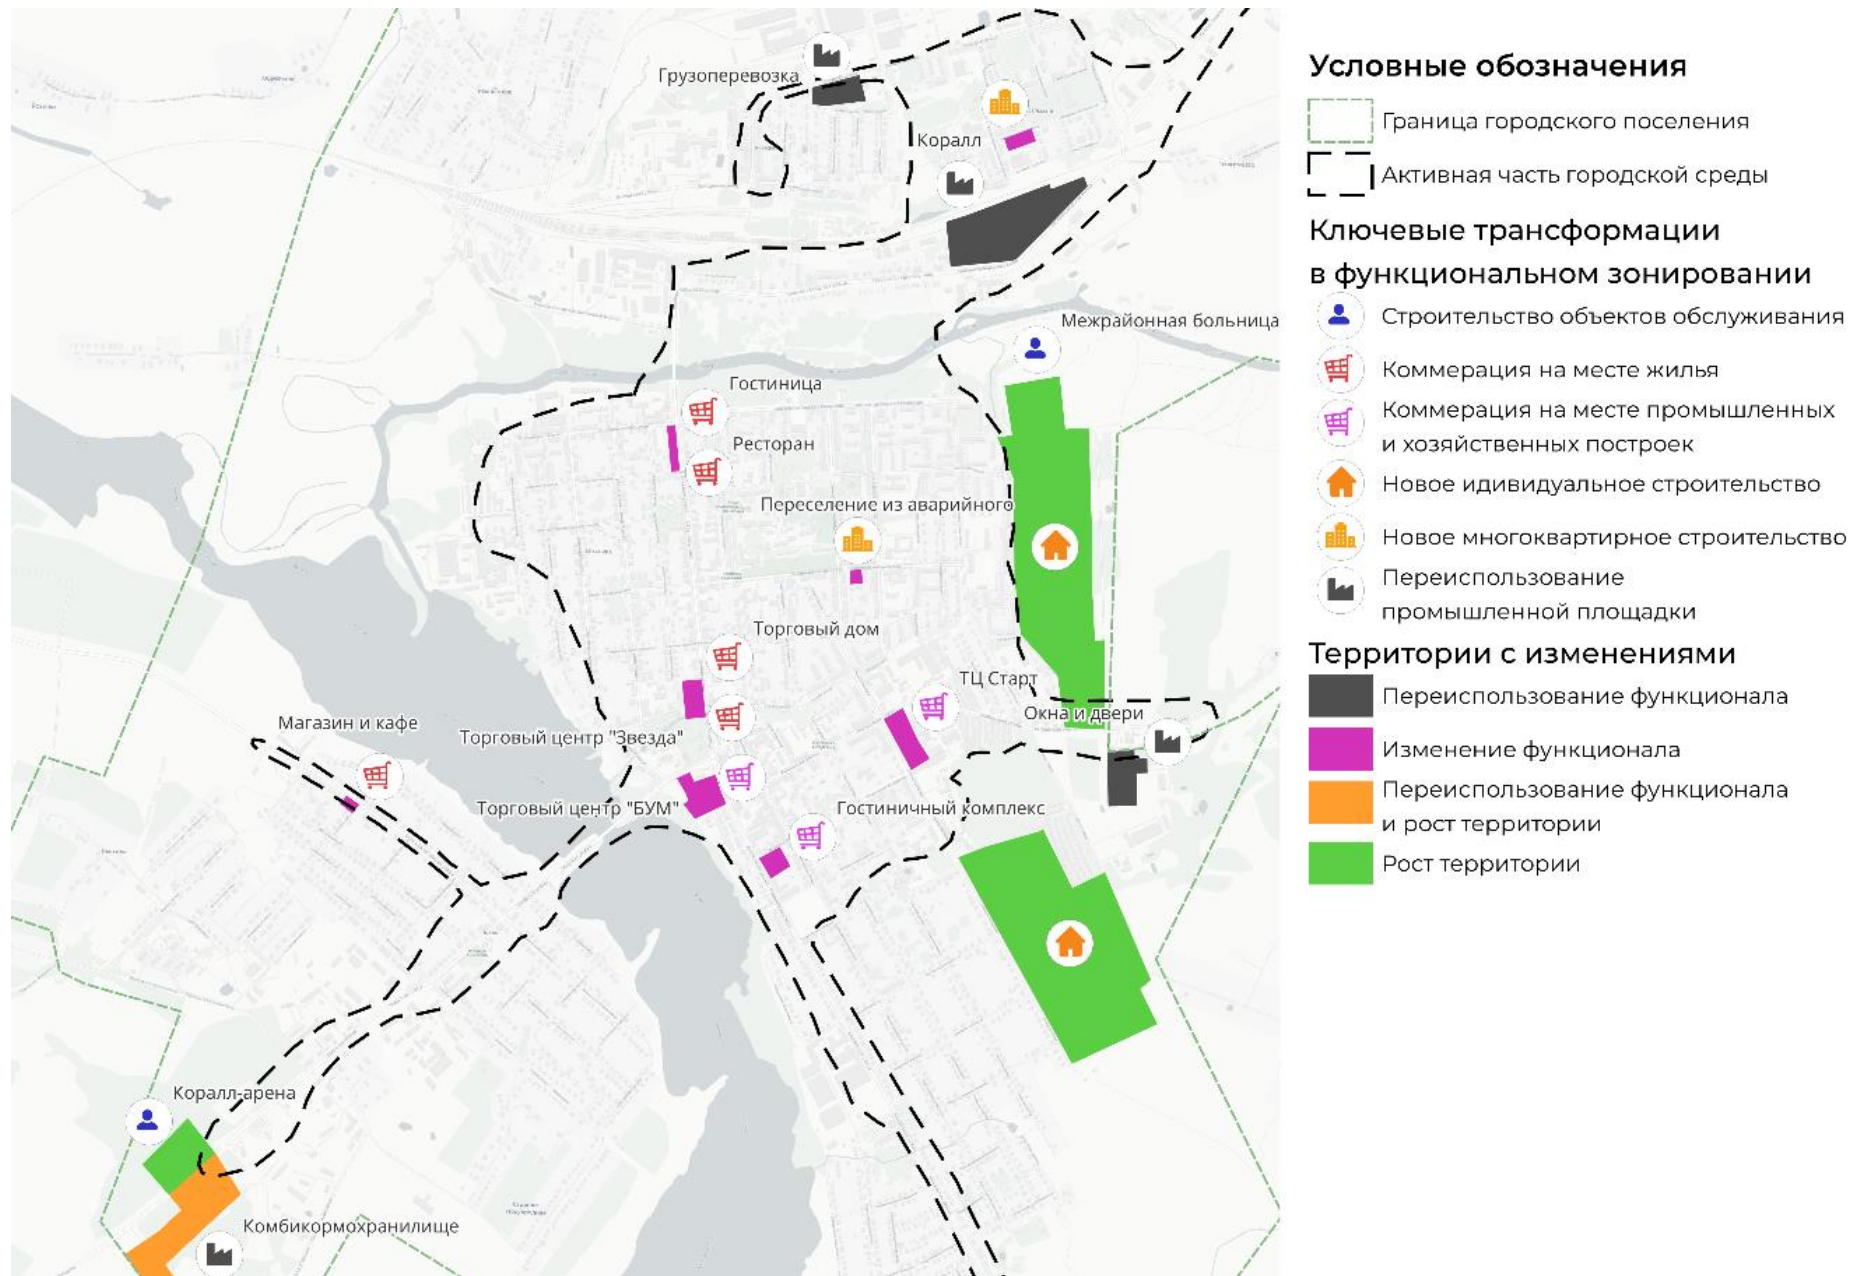 Грузоперевозка
Коралл
Межрайонная больница
Гостиница
Ресторан
Переселение из аварийного
Торговый дом
ТЦ Старт
Окна и двери
Магазин и кафе
Торговый центр "Звезда"
Торговый центр "БУМ"
Гостиничный комплекс
Коралл-арена
Комбикормохранилище
Условные обозначения
Граница городского поселения
Активная часть городской среды
Ключевые трансформации
в функциональном зонировании
Строительство объектов обслуживания
Коммерация на месте жилья
Коммерация на месте промышленных
и хозяйственных построек
Новое идивидуальное строительство
Новое многоквартирное строительство
Переиспользование
промышленной площадки
Территории с изменениями
Переиспользование функционала
Изменение функционала
Переиспользование функционала
и рост территории
Рост территории